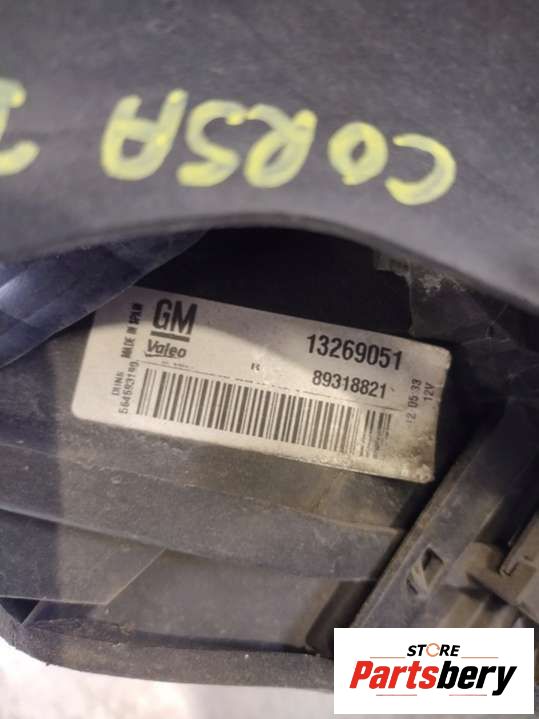 CORSA
GM
MADE IN SPAIN
Valeo
13269051
R
89318821
12V
STORE
Partsbery